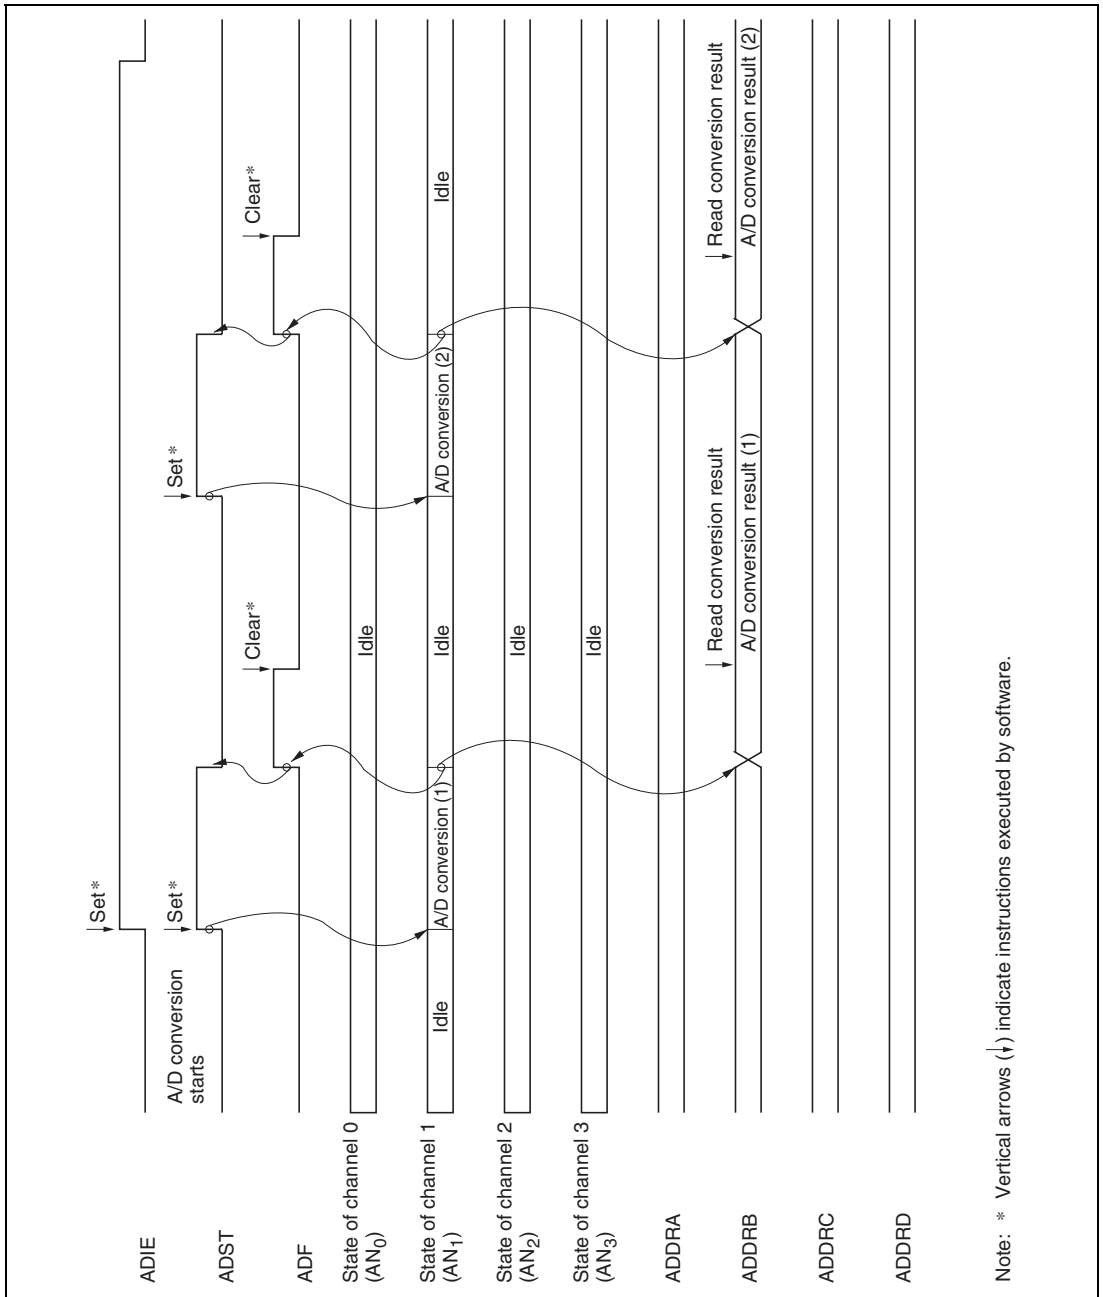 ADIE
Set*
A/D conversion
starts
Set*
Set*
ADST
Clear*
Clear*
ADF
State of channel 0
(AN0)
Idle
State of channel 1
(AN1)
Idle
A/D conversion (1)
Idle
A/D conversion (2)
Idle
State of channel 2
(AN2)
Idle
State of channel 3
(AN3)
Idle
ADDRA
Read conversion result
Read conversion result
ADDRB
A/D conversion result (1)
A/D conversion result (2)
ADDRC
ADDRD
Note: * Vertical arrows (↓) indicate instructions executed by software.